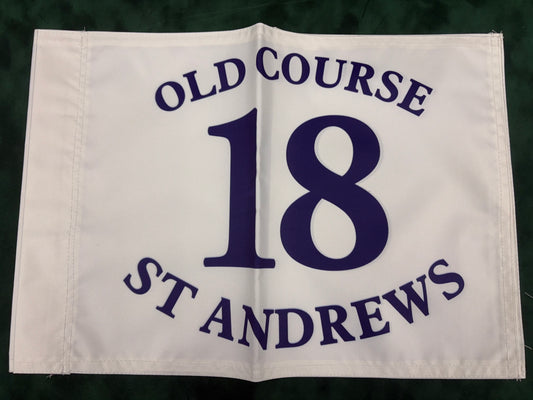 OLD COURSE
18
ST ANDREWS